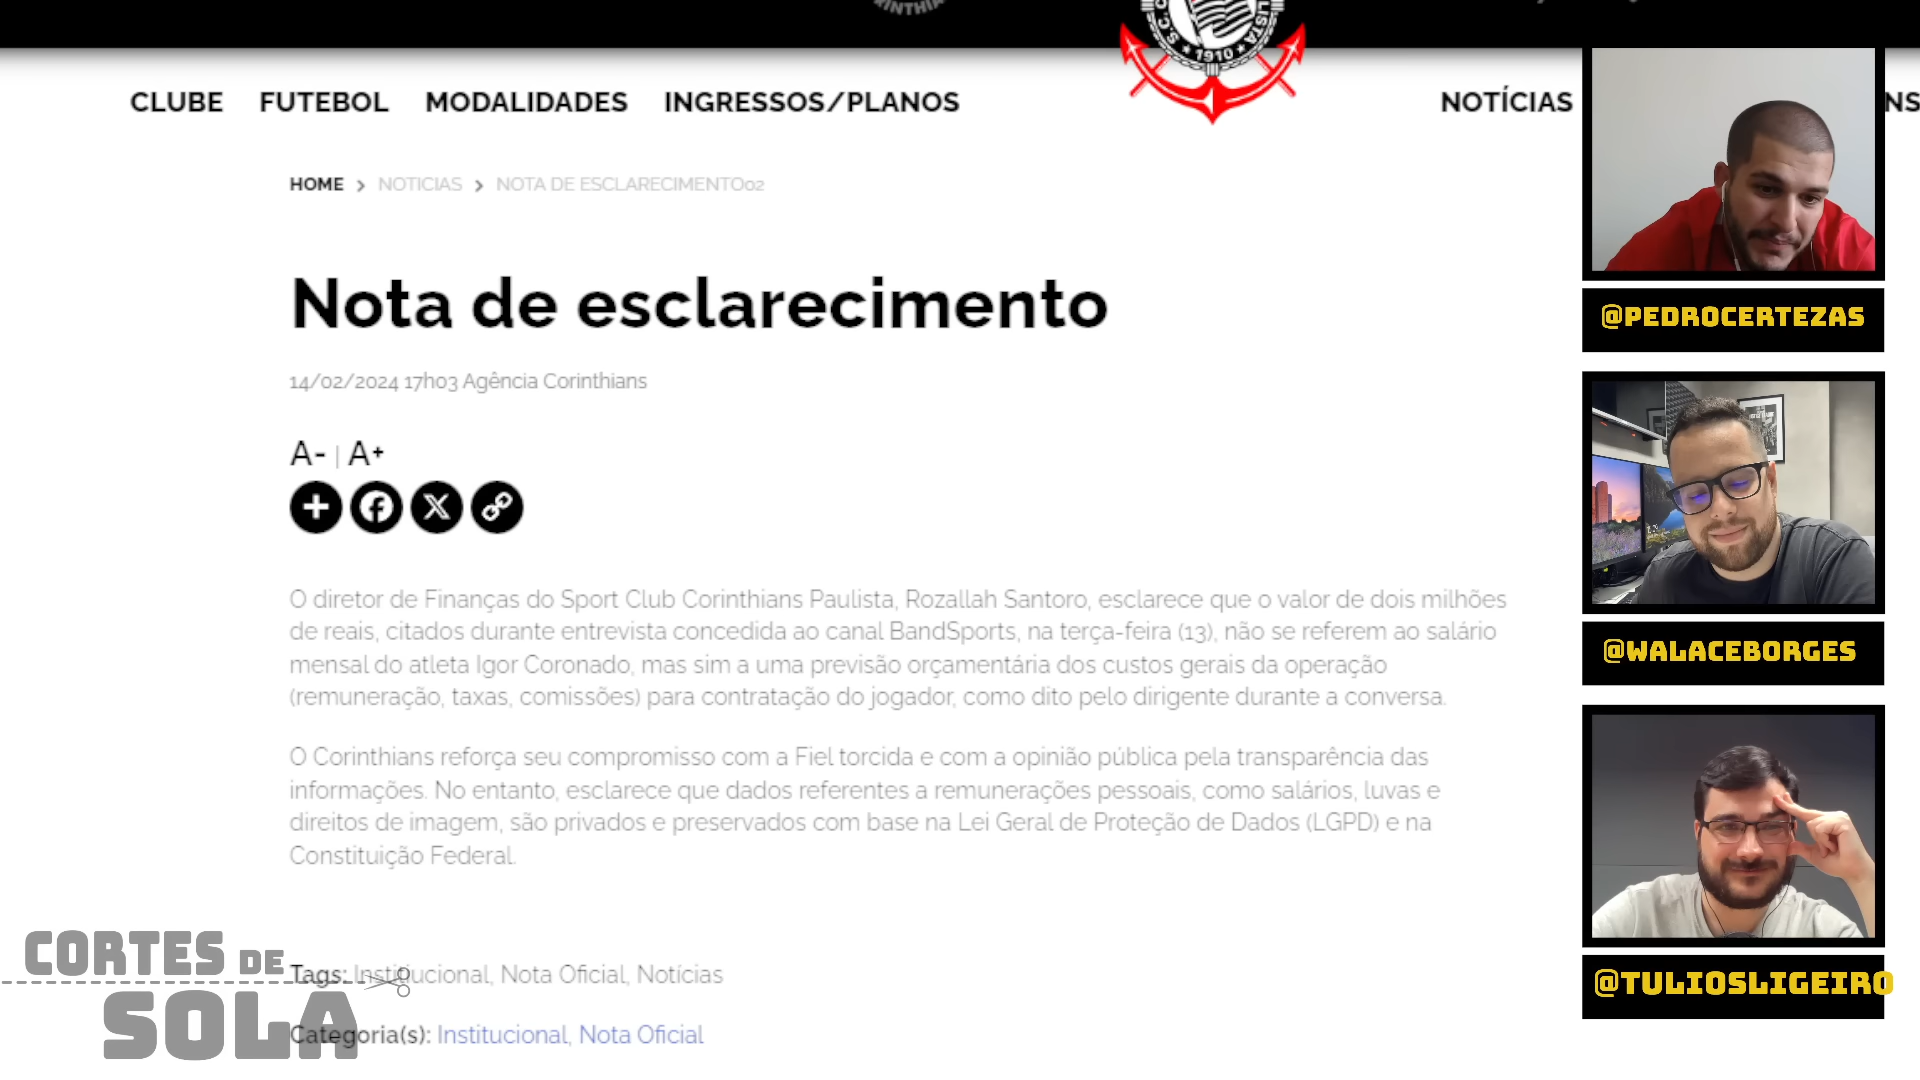 1910
CLUBE FUTEBOL MODALIDADES INGRESSOS/PLANOS NOTÍCIAS NS
HOME > NOTICIAS > NOTA DE ESCLARECIMENTO02
Nota de esclarecimento
14/02/2024 17h03 Agência Corinthians
A- | A+
O diretor de Finanças do Sport Club Corinthians Paulista, Rozallah Santoro, esclarece que o valor de dois milhões
de reais, citados durante entrevista concedida ao canal BandSports, na terça-feira (13), não se referem ao salário
mensal do atleta Igor Coronado, mas sim a uma previsão orçamentária dos custos gerais da operação
(remuneração, taxas, comissões) para contratação do jogador, como dito pelo dirigente durante a conversa.
O Corinthians reforça seu compromisso com a Fiel torcida e com a opinião pública pela transparência das
informações. No entanto, esclarece que dados referentes a remunerações pessoais, como salários, luvas e
direitos de imagem, são privados e preservados com base na Lei Geral de Proteção de Dados (LGPD) e na
Constituição Federal.
Tags: Institucional, Nota Oficial, Notícias
Categoria(s): Institucional, Nota Oficial
CORTES DE
SOLA
@PEDROCERTEZAS
@WALACEBORGES
@TULIOSLIGEIRO